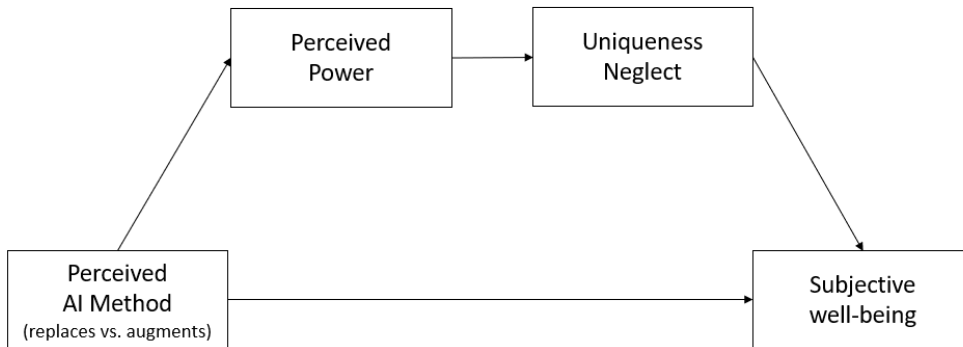 Perceived
Power
Uniqueness
Neglect
Perceived
AI Method
(replaces vs. augments)
Subjective
well-being